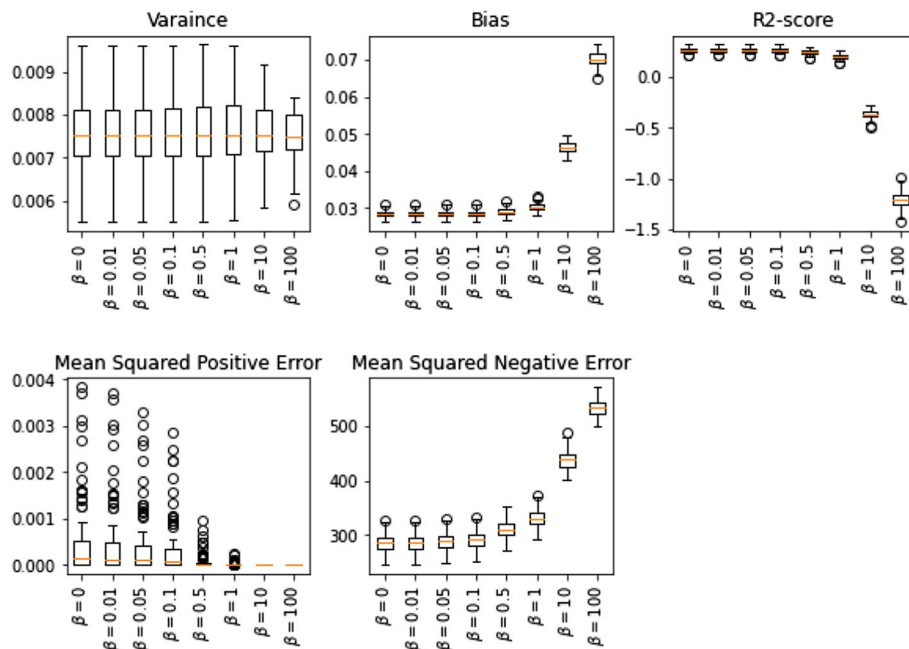 Varaince
0.009
0.008
0.007
0.006
β = 0
β = 0.01
β = 0.05
β = 0.1
β = 0.5
β = 1
β = 10
β = 100
Bias
0.07
0.06
0.05
0.04
0.03
β = 0
β = 0.01
β = 0.05
β = 0.1
β = 0.5
β = 1
β = 10
β = 100
R2-score
0.0
−0.5
−1.0
−1.5
β = 0
β = 0.01
β = 0.05
β = 0.1
β = 0.5
β = 1
β = 10
β = 100
Mean Squared Positive Error
0.004
0.003
0.002
0.001
0.000
β = 0
β = 0.01
β = 0.05
β = 0.1
β = 0.5
β = 1
β = 10
β = 100
Mean Squared Negative Error
500
400
300
β = 0
β = 0.01
β = 0.05
β = 0.1
β = 0.5
β = 1
β = 10
β = 100